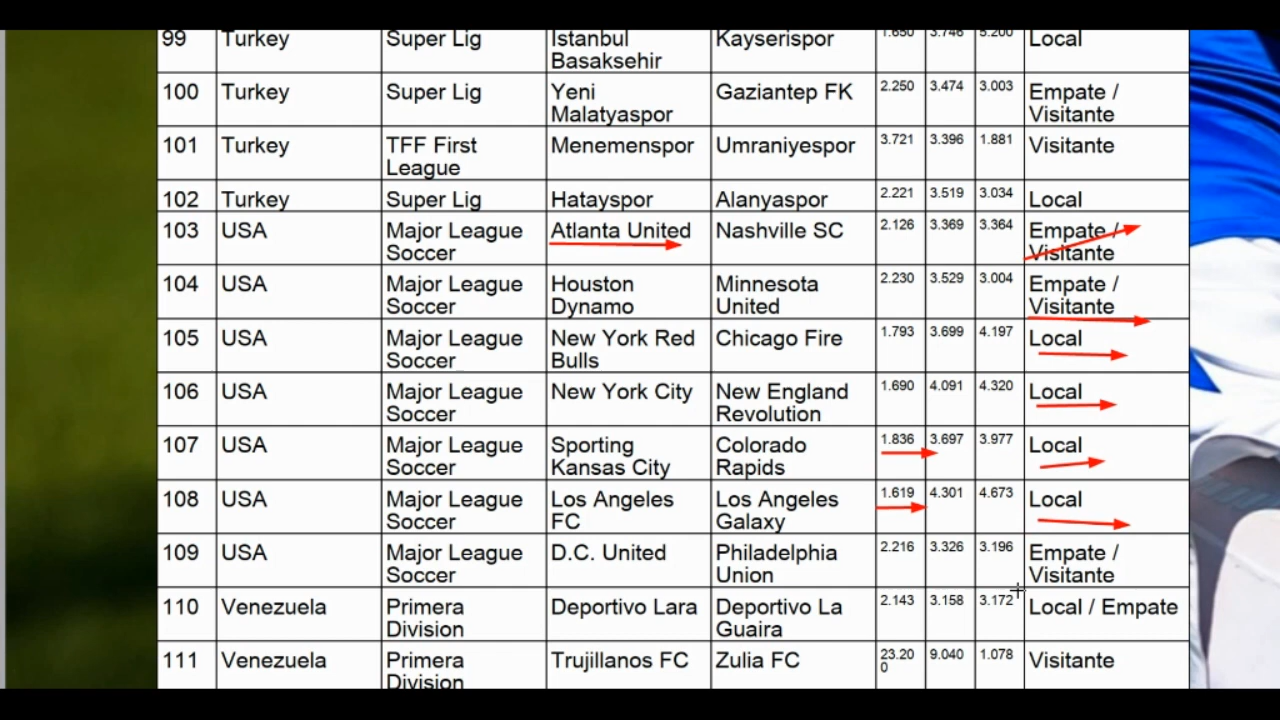 99 Turkey Super Lig Istanbul Kayserispor 1.650 3.746 5.200 Local
Basaksehir
100 Turkey Super Lig Yeni Gaziantep FK 2.250 3.474 3.003 Empate /
Malatyaspor Visitante
101 Turkey TFF First Menemenspor Umraniyespor 3.721 3.396 1.881 Visitante
League
102 Turkey Super Lig Hatayspor Alanyaspor 2.221 3.519 3.034 Local
103 USA Major League Atlanta United Nashville SC 2.126 3.369 3.364 Empate /
Soccer Visitante
104 USA Major League Houston Minnesota 2.230 3.529 3.004 Empate /
Soccer Dynamo United Visitante
105 USA Major League New York Red Chicago Fire 1.793 3.699 4.197 Local
Soccer Bulls
106 USA Major League New York City New England 1.690 4.091 4.320 Local
Soccer Revolution
107 USA Major League Sporting Colorado 1.836 3.697 3.977 Local
Soccer Kansas City Rapids
108 USA Major League Los Angeles Los Angeles 1.619 4.301 4.673 Local
Soccer FC Galaxy
109 USA Major League D.C. United Philadelphia 2.216 3.326 3.196 Empate /
Soccer Union Visitante
110 Venezuela Primera Deportivo Lara Deportivo La 2.143 3.158 3.172 Local / Empate
Division Guaira
111 Venezuela Primera Trujillanos FC Zulia FC 23.20 9.040 1.078 Visitante
Division 0